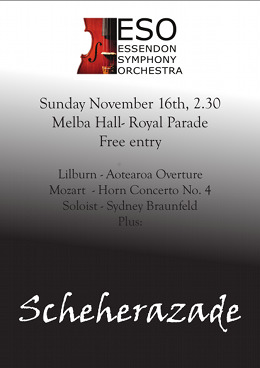 ESO
ESSENDON
SYMPHONY
ORCHESTRA
Sunday November 16th, 2.30
Melba Hall- Royal Parade
Free entry
Lilburn - Aotearoa Overture
Mozart - Horn Concerto No. 4
Soloist - Sydney Braunfeld
Plus:
Scheherazade